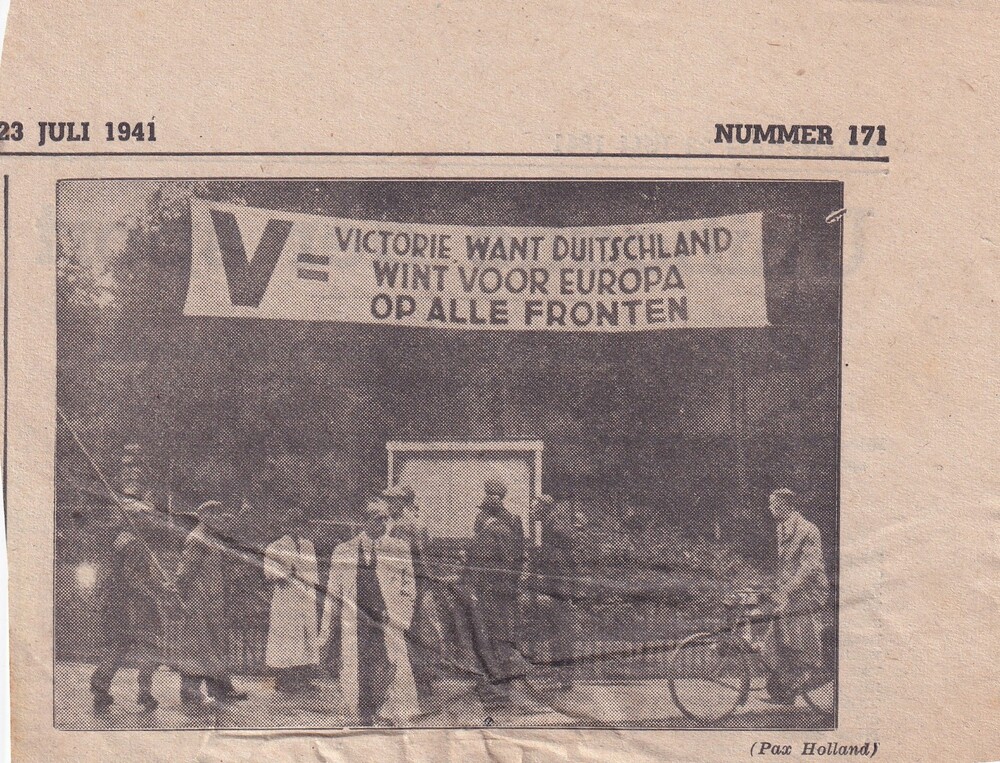 23 JULI 1941
NUMMER 171
V = VICTORIE, WANT DUITSCHLAND
WINT VOOR EUROPA
OP ALLE FRONTEN
(Pax Holland)